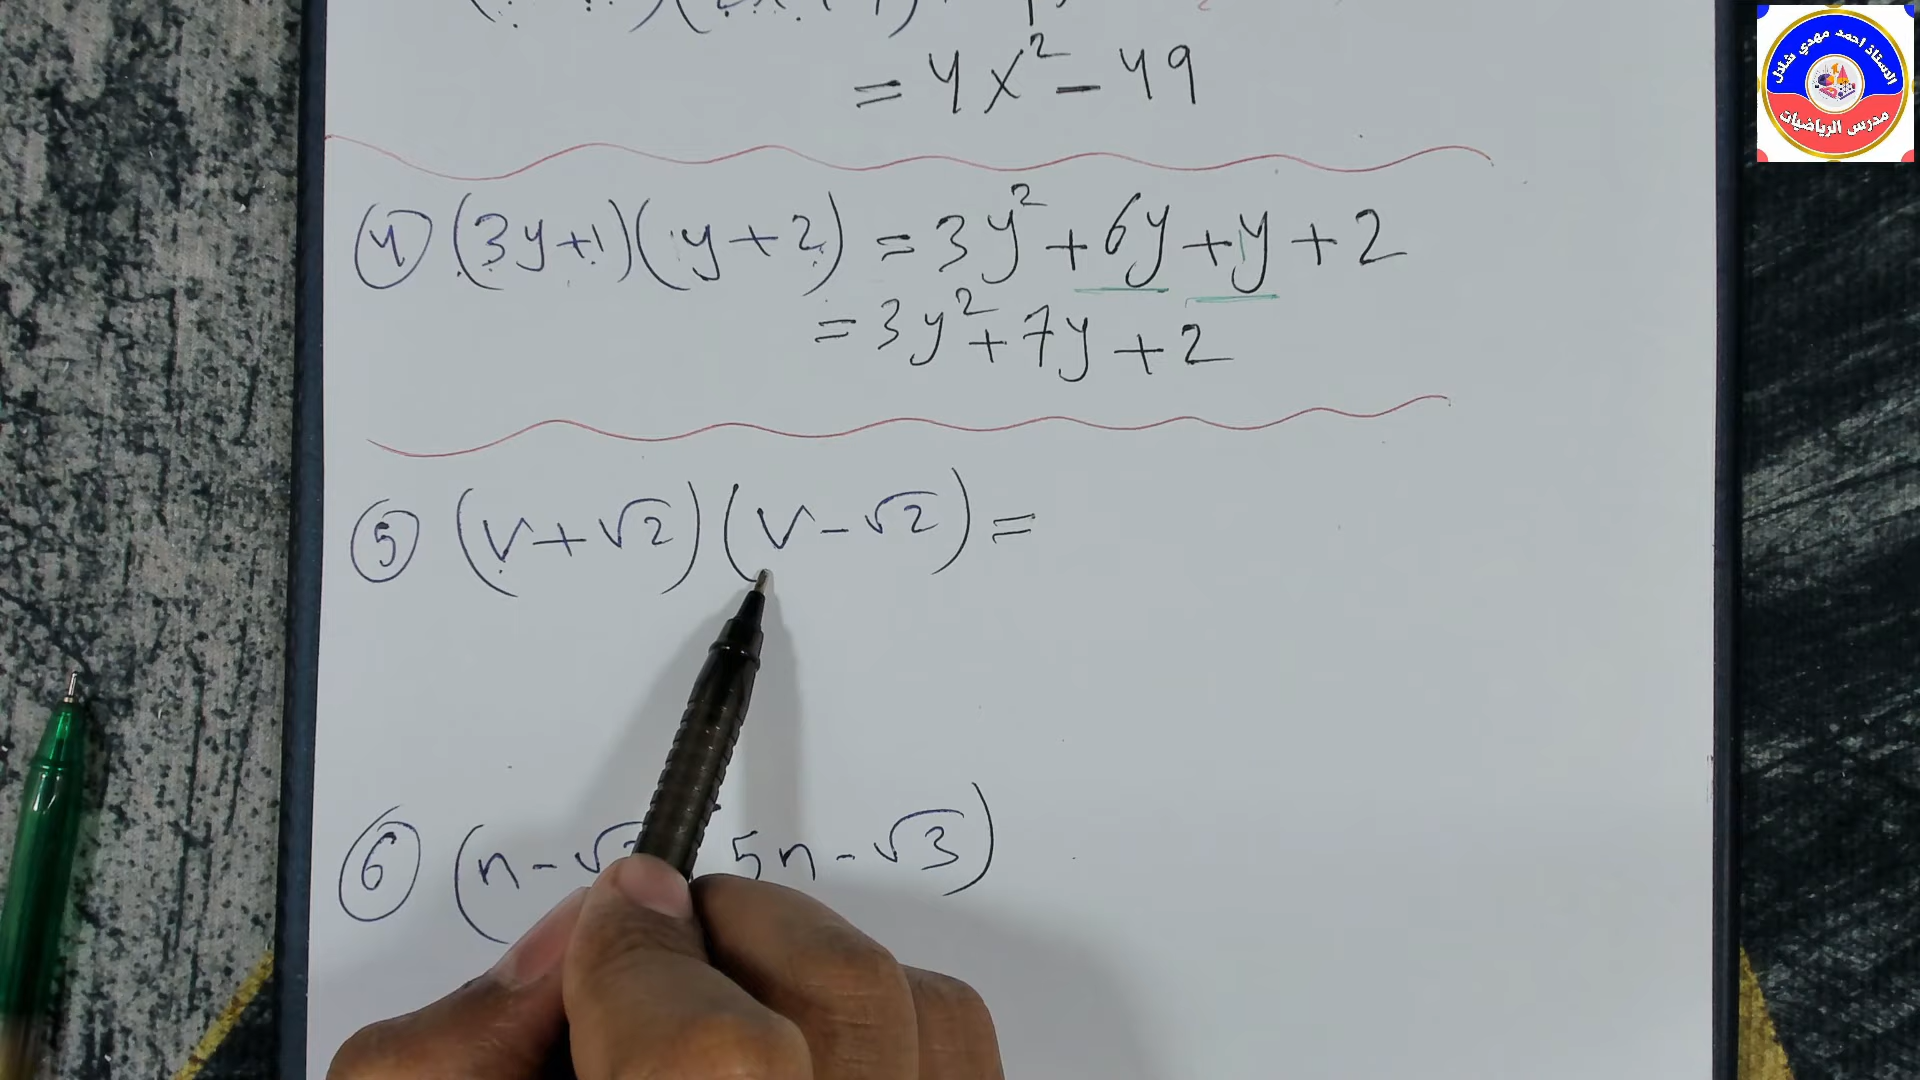 = 4x² - 49
④ (3y+1)(y+2) = 3y² + 6y + y + 2
= 3y² + 7y + 2
⑤ (v+√2)(v-√2) =
⑥ (n-√ 5n-√3)
الاستاذ احمد مهدي شلال
مدرس الرياضيات